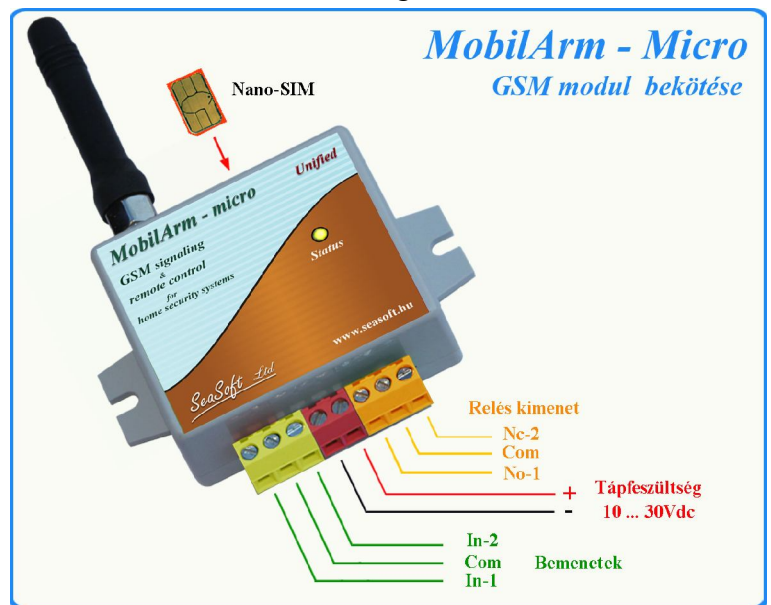 MobilArm - Micro
GSM modul bekötése
Nano-SIM
Unified
MobilArm - micro
GSM signaling
&
remote control
for
home security systems
Status
www.seasoft.hu
SeaSoft Ltd
Relés kimenet
Nc-2
Com
No-1
+ Tápfeszültség
- 10 ... 30Vdc
In-2
Com Bemenetek
In-1